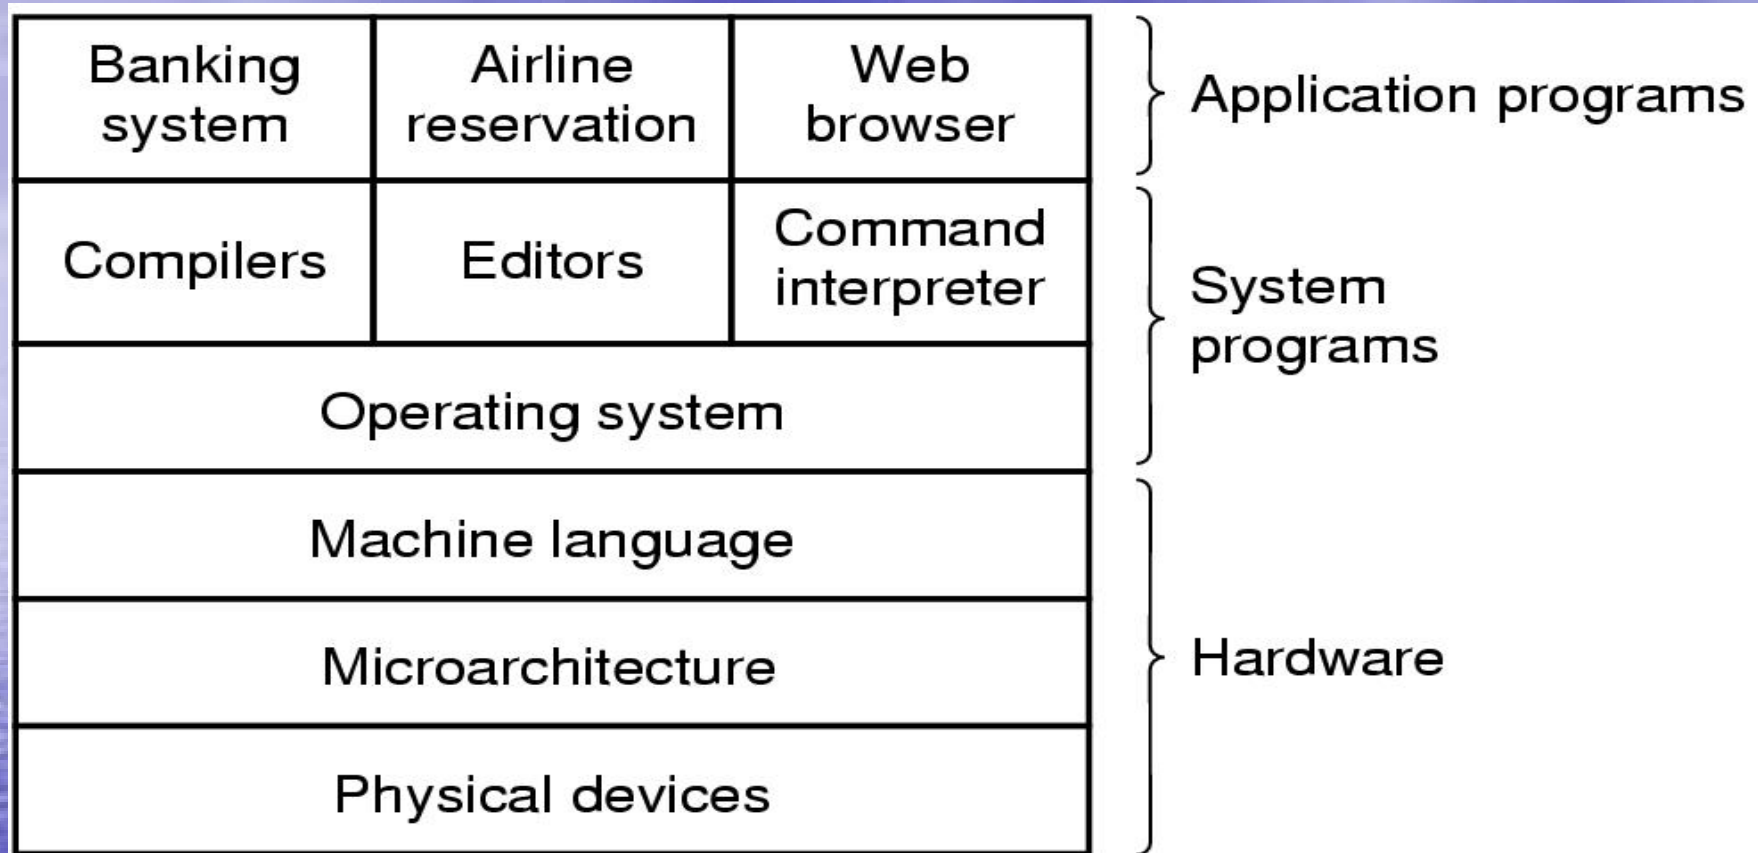 Banking
system
Airline
reservation
Web
browser
Application programs
Compilers
Editors
Command
interpreter
System
programs
Operating system
Machine language
Microarchitecture
Hardware
Physical devices